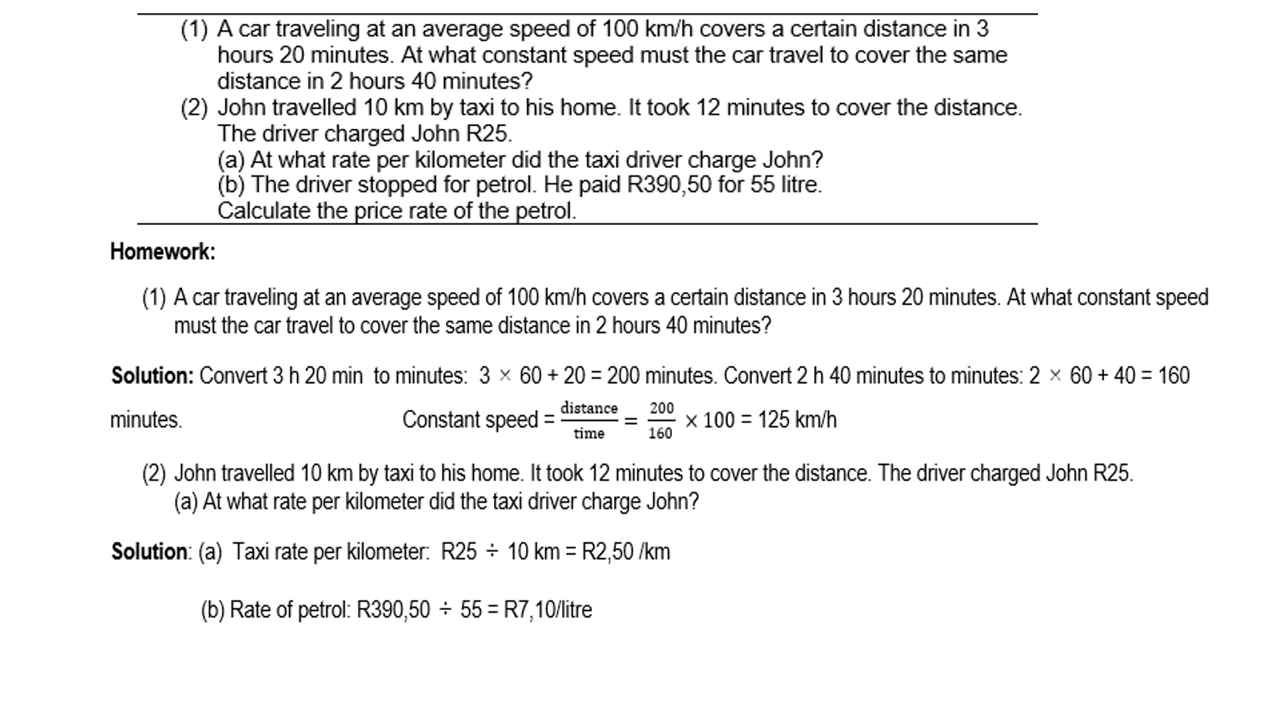 (1) A car traveling at an average speed of 100 km/h covers a certain distance in 3
hours 20 minutes. At what constant speed must the car travel to cover the same
distance in 2 hours 40 minutes?
(2) John travelled 10 km by taxi to his home. It took 12 minutes to cover the distance.
The driver charged John R25.
(a) At what rate per kilometer did the taxi driver charge John?
(b) The driver stopped for petrol. He paid R390,50 for 55 litre.
Calculate the price rate of the petrol.
Homework:
(1) A car traveling at an average speed of 100 km/h covers a certain distance in 3 hours 20 minutes. At what constant speed
must the car travel to cover the same distance in 2 hours 40 minutes?
Solution: Convert 3 h 20 min to minutes: 3 × 60 + 20 = 200 minutes. Convert 2 h 40 minutes to minutes: 2 × 60 + 40 = 160
minutes. Constant speed = distance/time = 200/160 × 100 = 125 km/h
(2) John travelled 10 km by taxi to his home. It took 12 minutes to cover the distance. The driver charged John R25.
(a) At what rate per kilometer did the taxi driver charge John?
Solution: (a) Taxi rate per kilometer: R25 ÷ 10 km = R2,50 /km
(b) Rate of petrol: R390,50 ÷ 55 = R7,10/litre